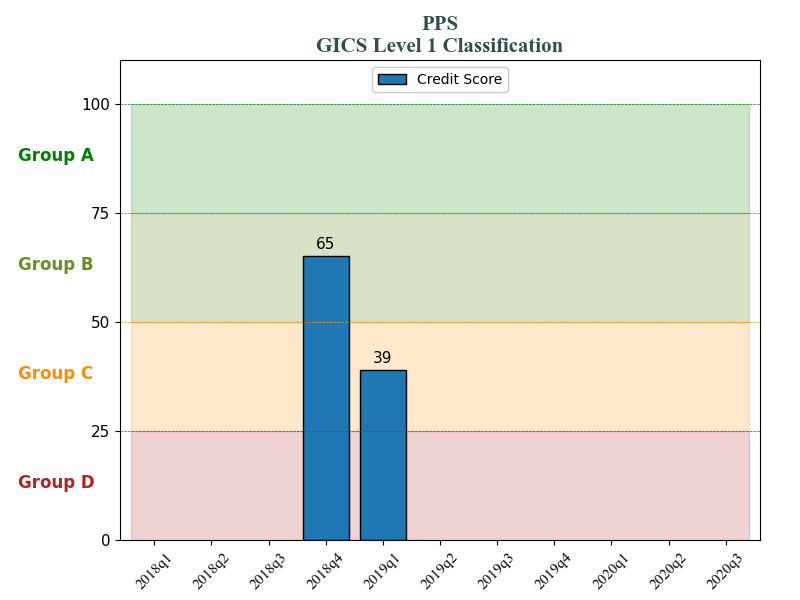 PPS
GICS Level 1 Classification
Credit Score
100
Group A
75
65
Group B
50
39
Group C
25
Group D
0
2018q1 2018q2 2018q3 2018q4 2019q1 2019q2 2019q3 2019q4 2020q1 2020q2 2020q3